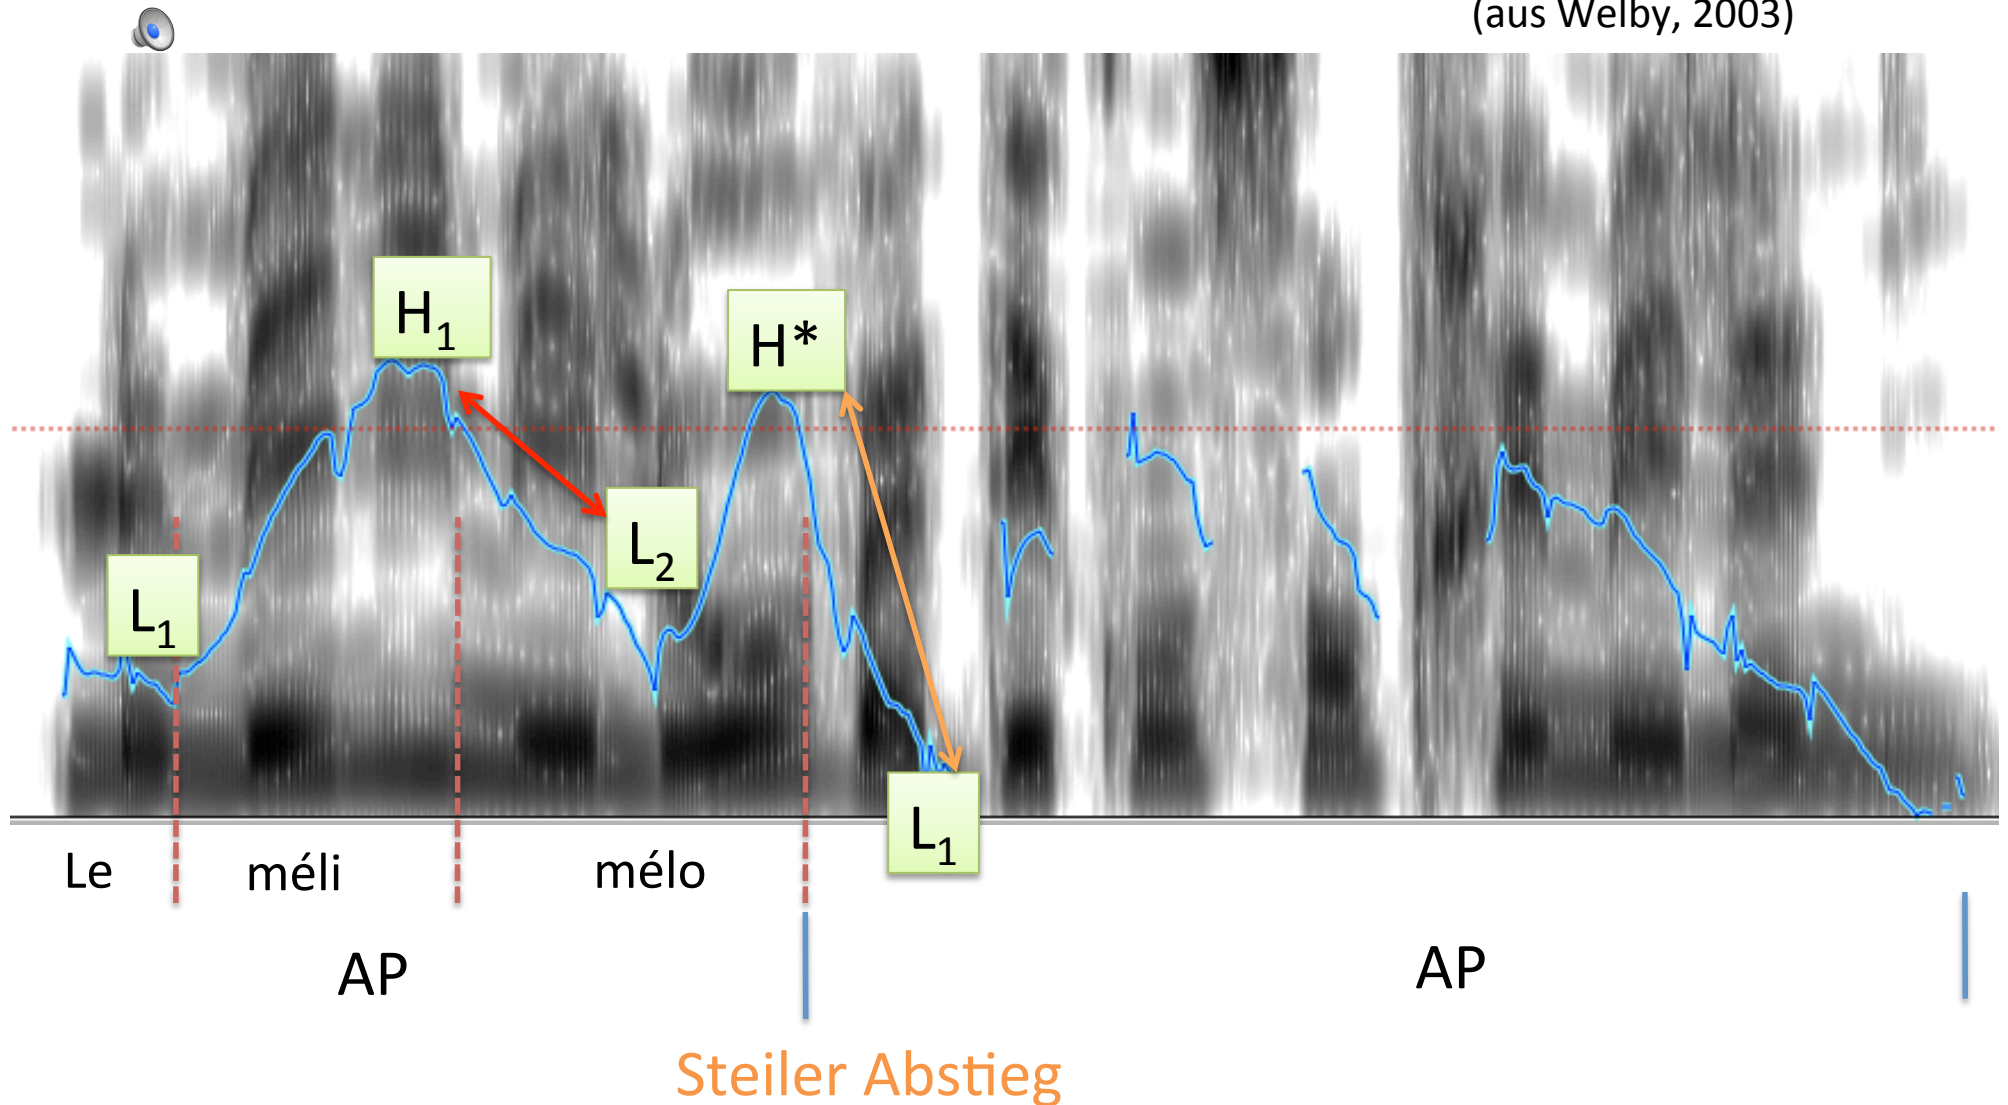 (aus Welby, 2003)
H1
H*
L2
L1
L1
Le méli mélo
AP AP
Steiler Abstieg